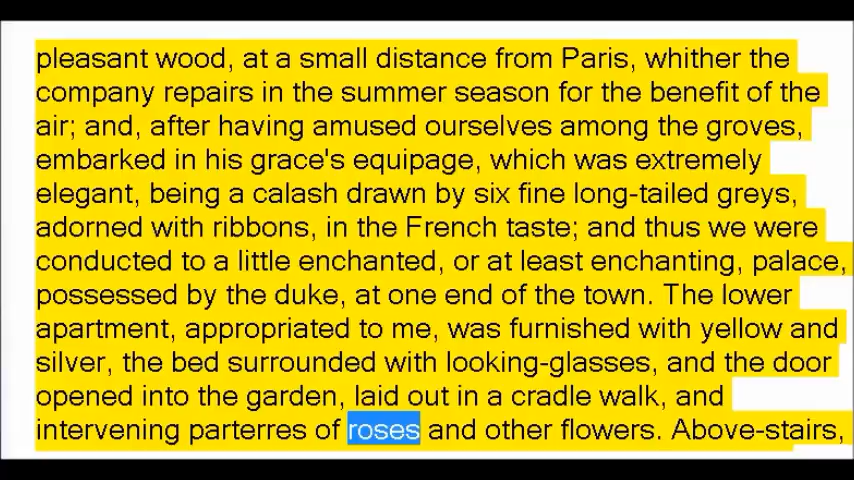 pleasant wood, at a small distance from Paris, whither the
company repairs in the summer season for the benefit of the
air; and, after having amused ourselves among the groves,
embarked in his grace's equipage, which was extremely
elegant, being a calash drawn by six fine long-tailed greys,
adorned with ribbons, in the French taste; and thus we were
conducted to a little enchanted, or at least enchanting, palace,
possessed by the duke, at one end of the town. The lower
apartment, appropriated to me, was furnished with yellow and
silver, the bed surrounded with looking-glasses, and the door
opened into the garden, laid out in a cradle walk, and
intervening parterres of roses and other flowers. Above-stairs,